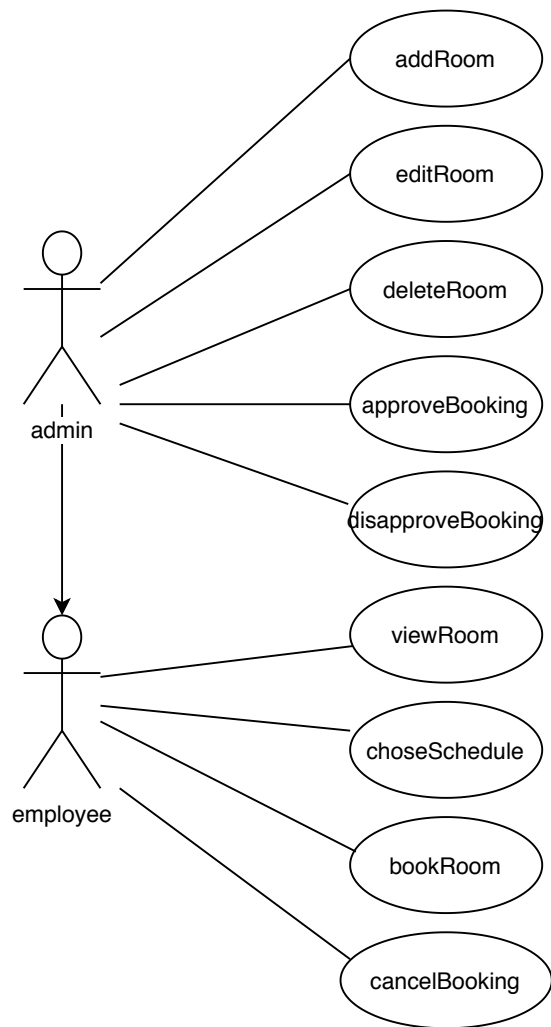 addRoom
editRoom
deleteRoom
approveBooking
admin
disapproveBooking
viewRoom
choseSchedule
employee
bookRoom
cancelBooking